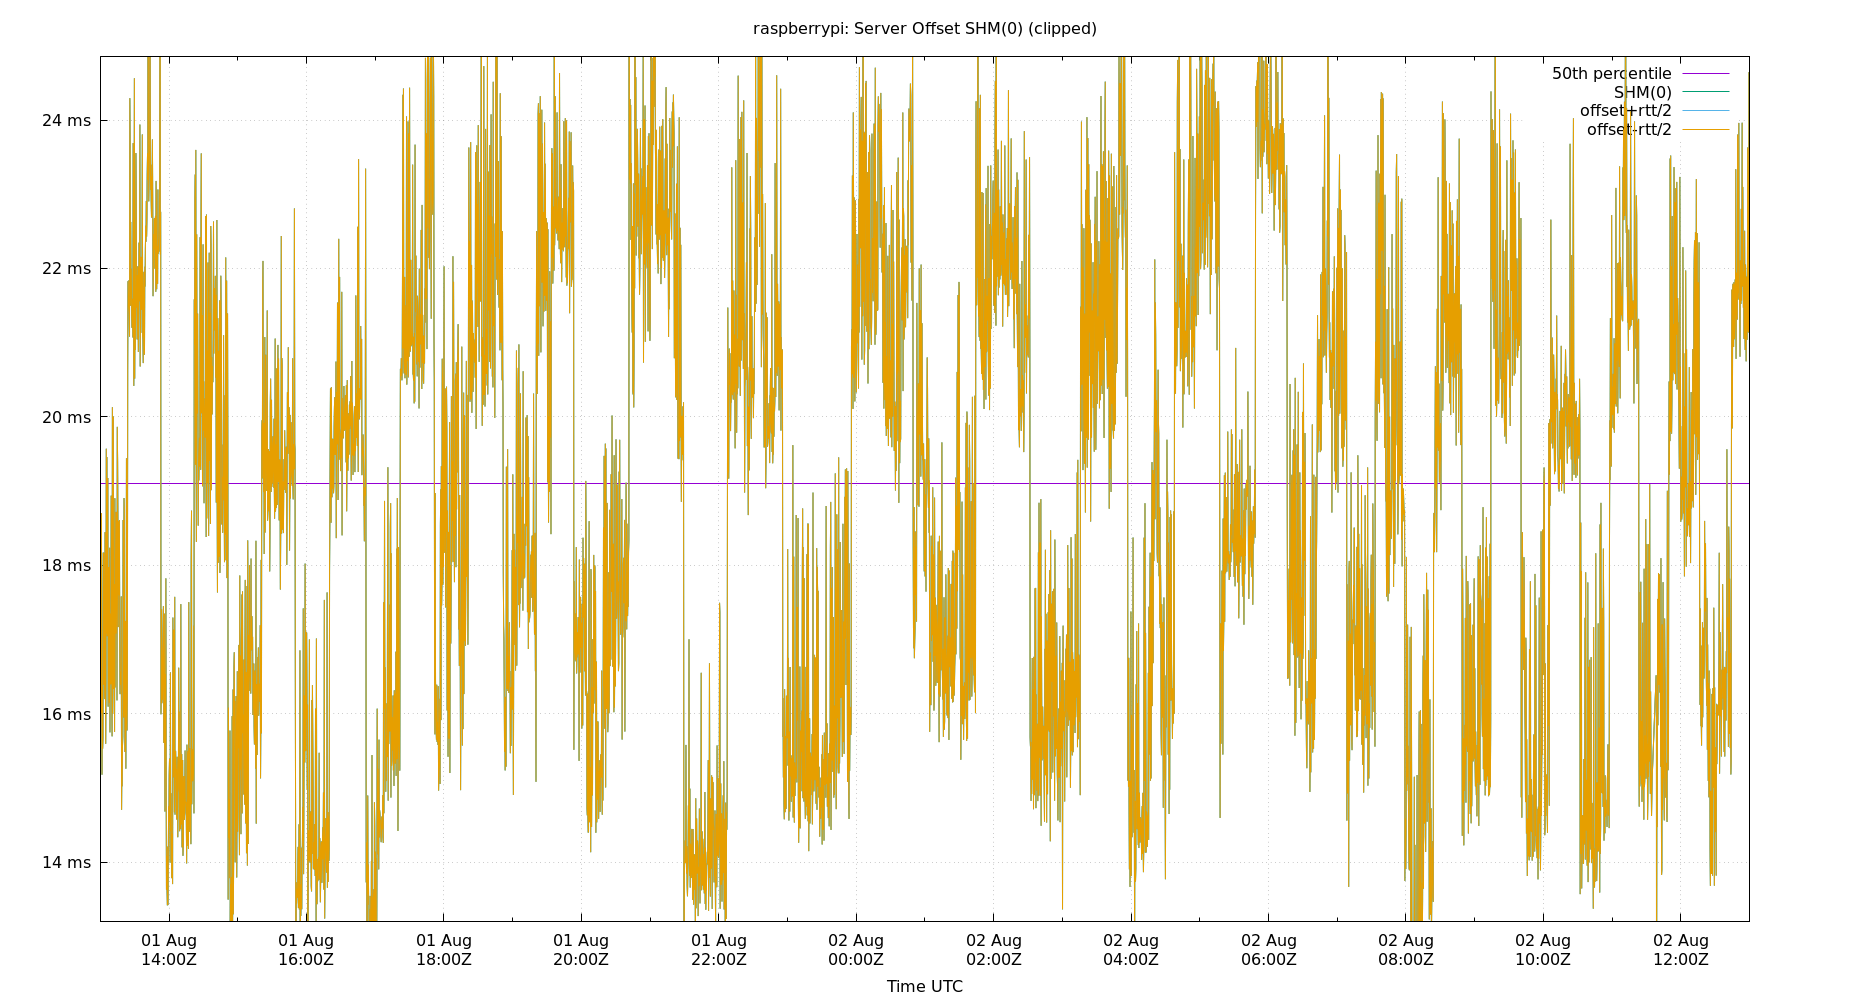 raspberrypi: Server Offset SHM(0) (clipped)
50th percentile
SHM(0)
offset+rtt/2
offset-rtt/2
24 ms
22 ms
20 ms
18 ms
16 ms
14 ms
01 Aug 01 Aug 01 Aug 01 Aug 01 Aug 02 Aug 02 Aug 02 Aug 02 Aug 02 Aug 02 Aug 02 Aug
14:00Z 16:00Z 18:00Z 20:00Z 22:00Z 00:00Z 02:00Z 04:00Z 06:00Z 08:00Z 10:00Z 12:00Z
Time UTC